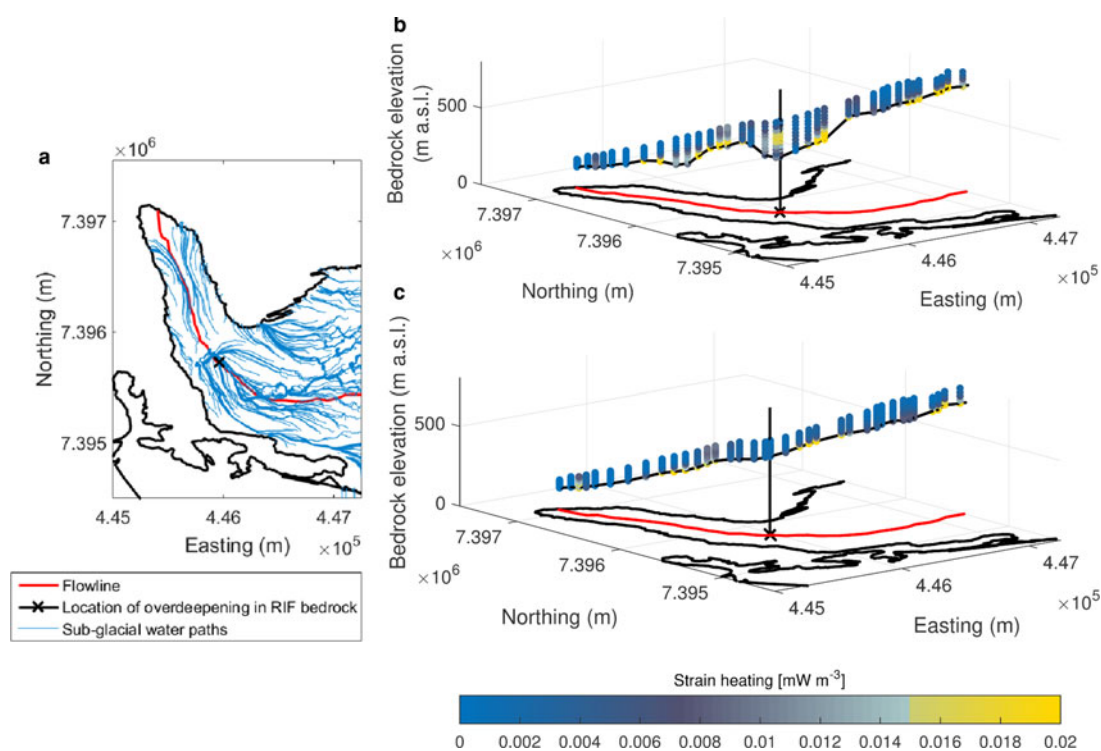 a
× 10⁶
7.397
7.396
7.395
Northing (m)
4.45
4.46
4.47
Easting (m)
× 10⁵
Flowline
Location of overdeepening in RIF bedrock
Sub-glacial water paths
b
Bedrock elevation
(m a.s.l.)
500
0
7.397
7.396
7.395
× 10⁶
Northing (m)
4.45
4.46
4.47
× 10⁵
Easting (m)
c
Bedrock elevation (m a.s.l.)
500
0
7.397
7.396
7.395
× 10⁶
Northing (m)
4.45
4.46
4.47
× 10⁵
Easting (m)
Strain heating [mW m⁻³]
0 0.002 0.004 0.006 0.008 0.01 0.012 0.014 0.016 0.018 0.02